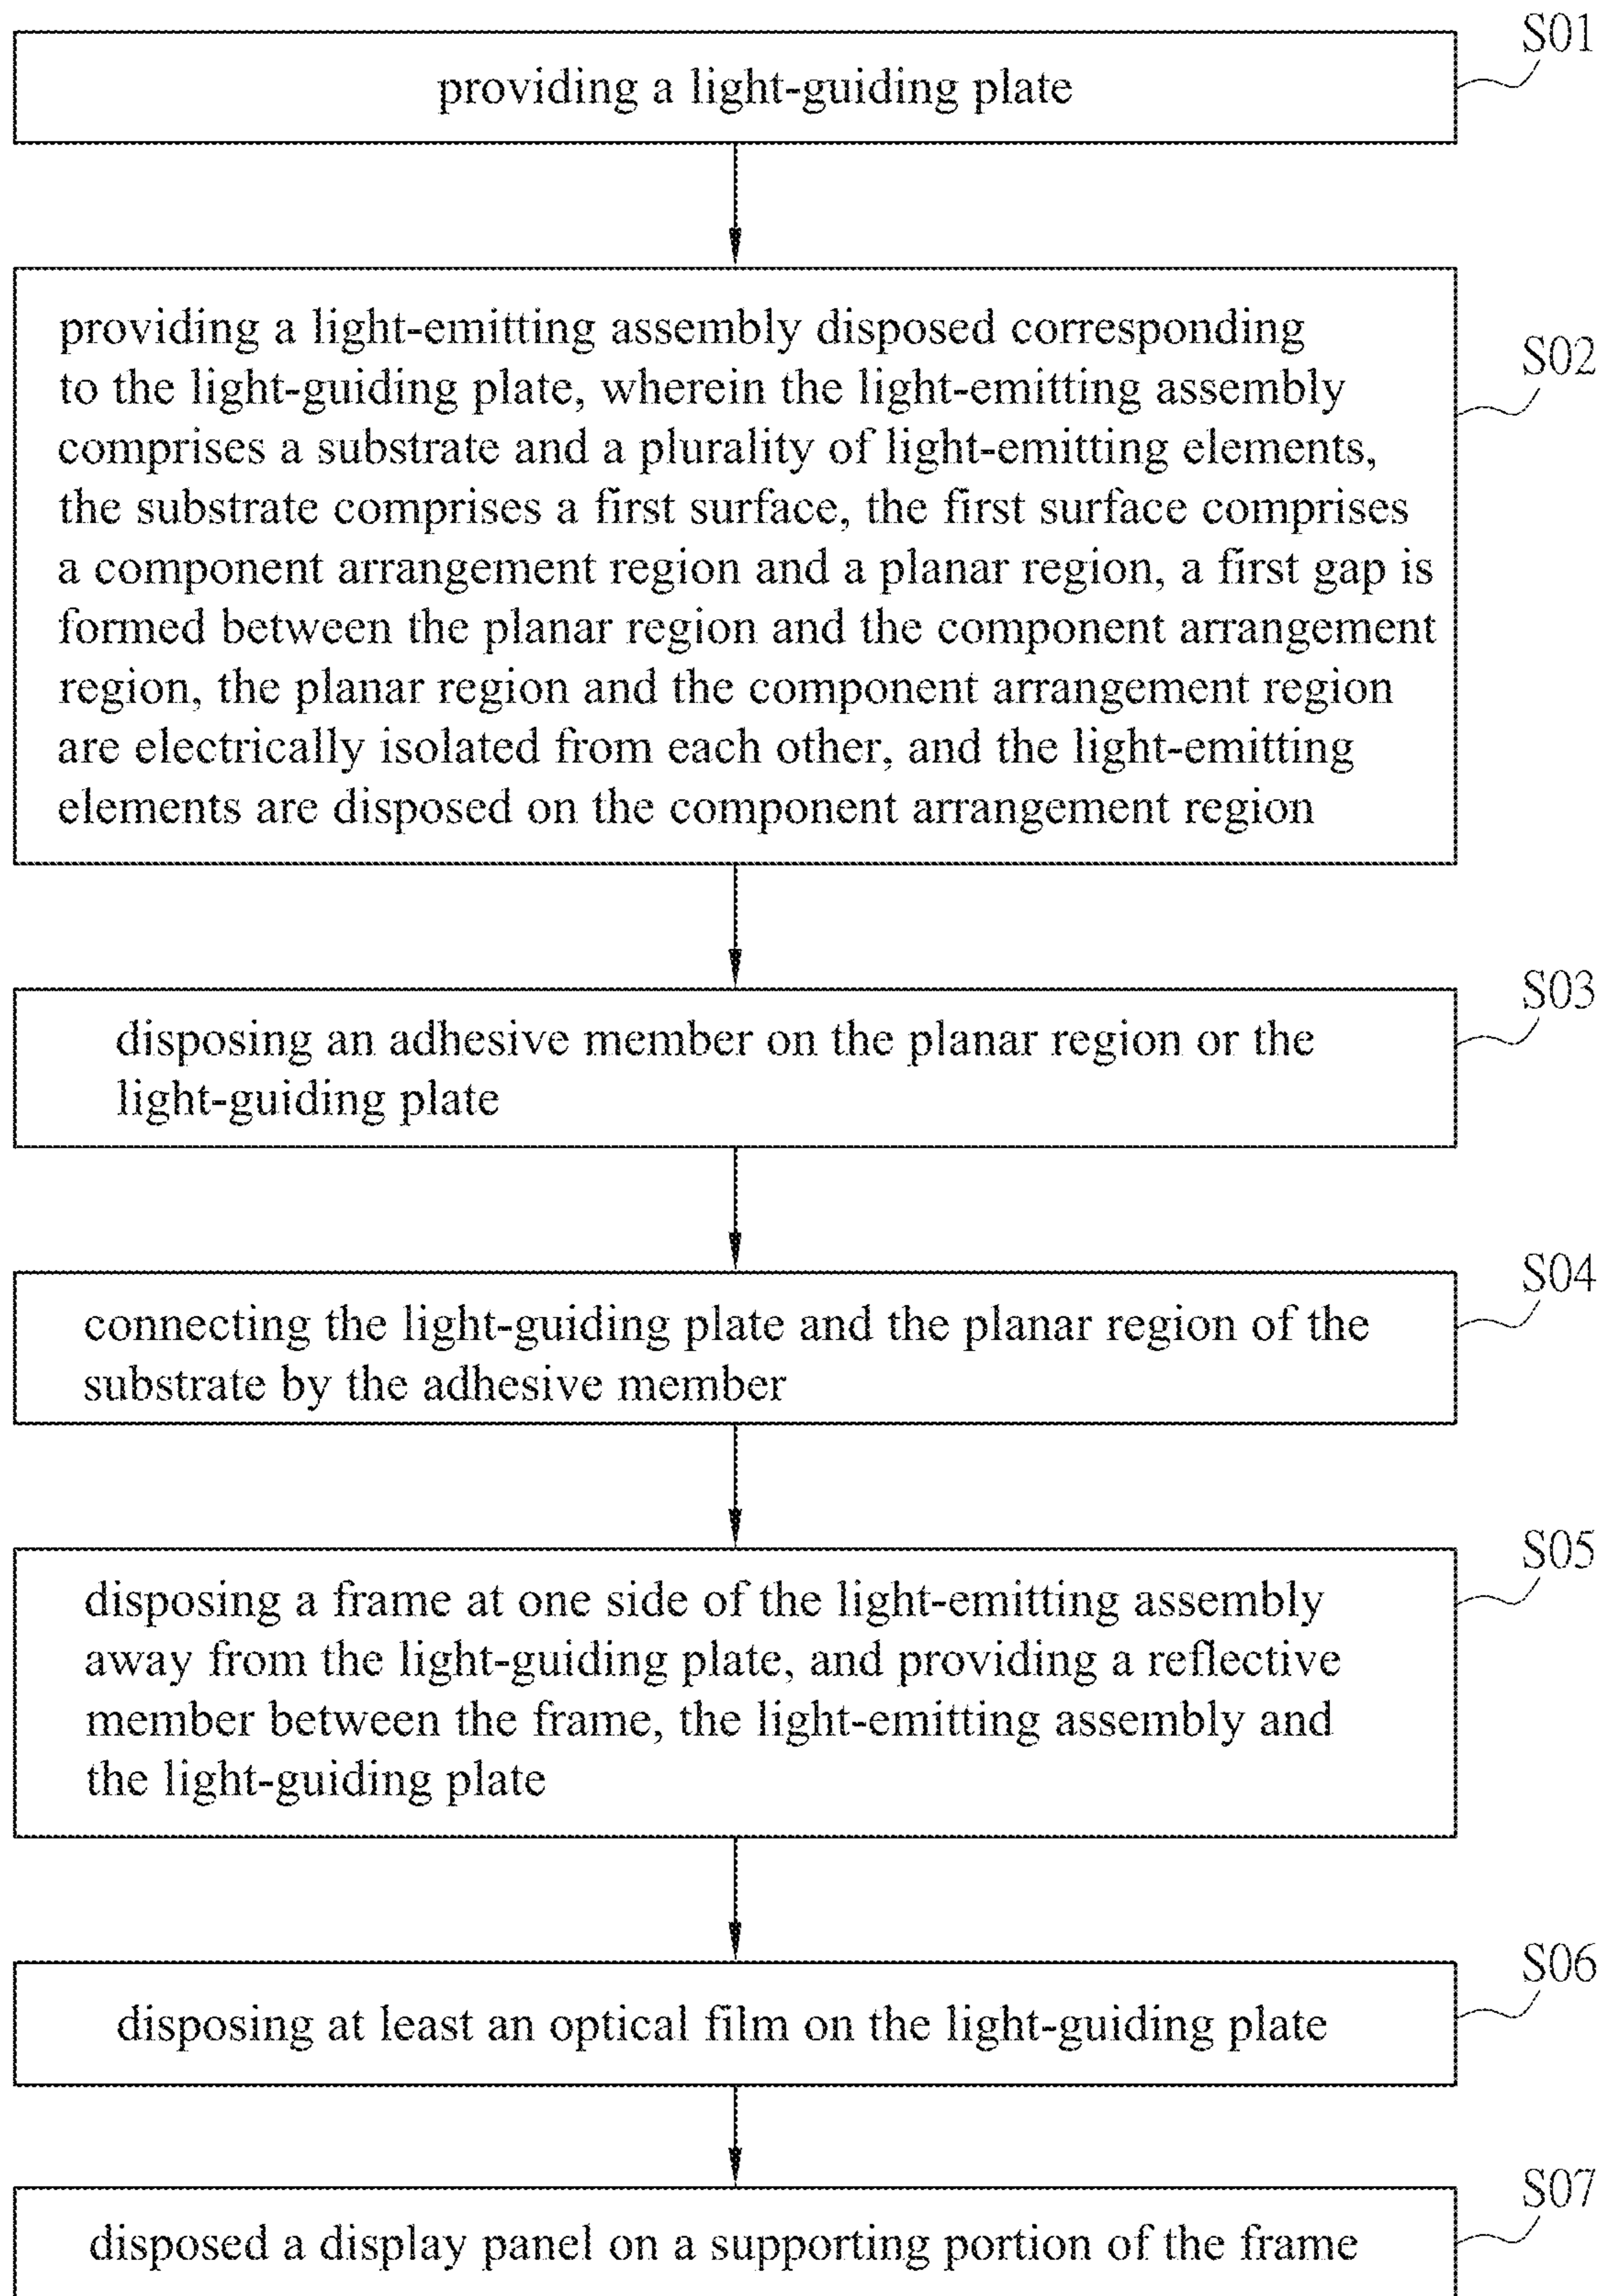 S01
providing a light-guiding plate
S02
providing a light-emitting assembly disposed corresponding
to the light-guiding plate, wherein the light-emitting assembly
comprises a substrate and a plurality of light-emitting elements,
the substrate comprises a first surface, the first surface comprises
a component arrangement region and a planar region, a first gap is
formed between the planar region and the component arrangement
region, the planar region and the component arrangement region
are electrically isolated from each other, and the light-emitting
elements are disposed on the component arrangement region
S03
disposing an adhesive member on the planar region or the
light-guiding plate
S04
connecting the light-guiding plate and the planar region of the
substrate by the adhesive member
S05
disposing a frame at one side of the light-emitting assembly
away from the light-guiding plate, and providing a reflective
member between the frame, the light-emitting assembly and
the light-guiding plate
S06
disposing at least an optical film on the light-guiding plate
S07
disposed a display panel on a supporting portion of the frame